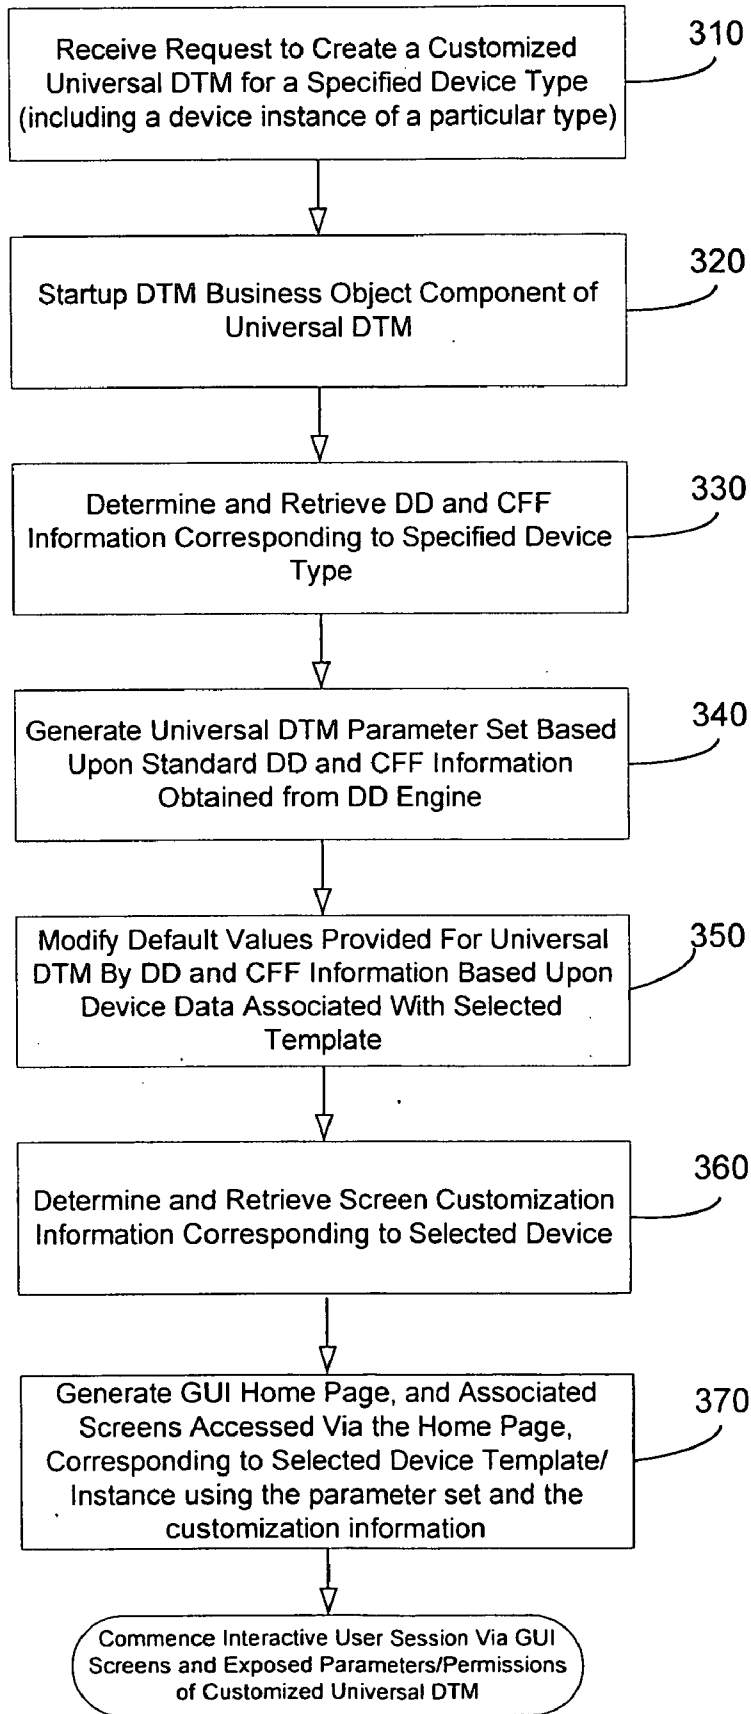 Receive Request to Create a Customized
Universal DTM for a Specified Device Type
(including a device instance of a particular type)
310
Startup DTM Business Object Component of
Universal DTM
320
Determine and Retrieve DD and CFF
Information Corresponding to Specified Device
Type
330
Generate Universal DTM Parameter Set Based
Upon Standard DD and CFF Information
Obtained from DD Engine
340
Modify Default Values Provided For Universal
DTM By DD and CFF Information Based Upon
Device Data Associated With Selected
Template
350
Determine and Retrieve Screen Customization
Information Corresponding to Selected Device
360
Generate GUI Home Page, and Associated
Screens Accessed Via the Home Page,
Corresponding to Selected Device Template/
Instance using the parameter set and the
customization information
370
Commence Interactive User Session Via GUI
Screens and Exposed Parameters/Permissions
of Customized Universal DTM